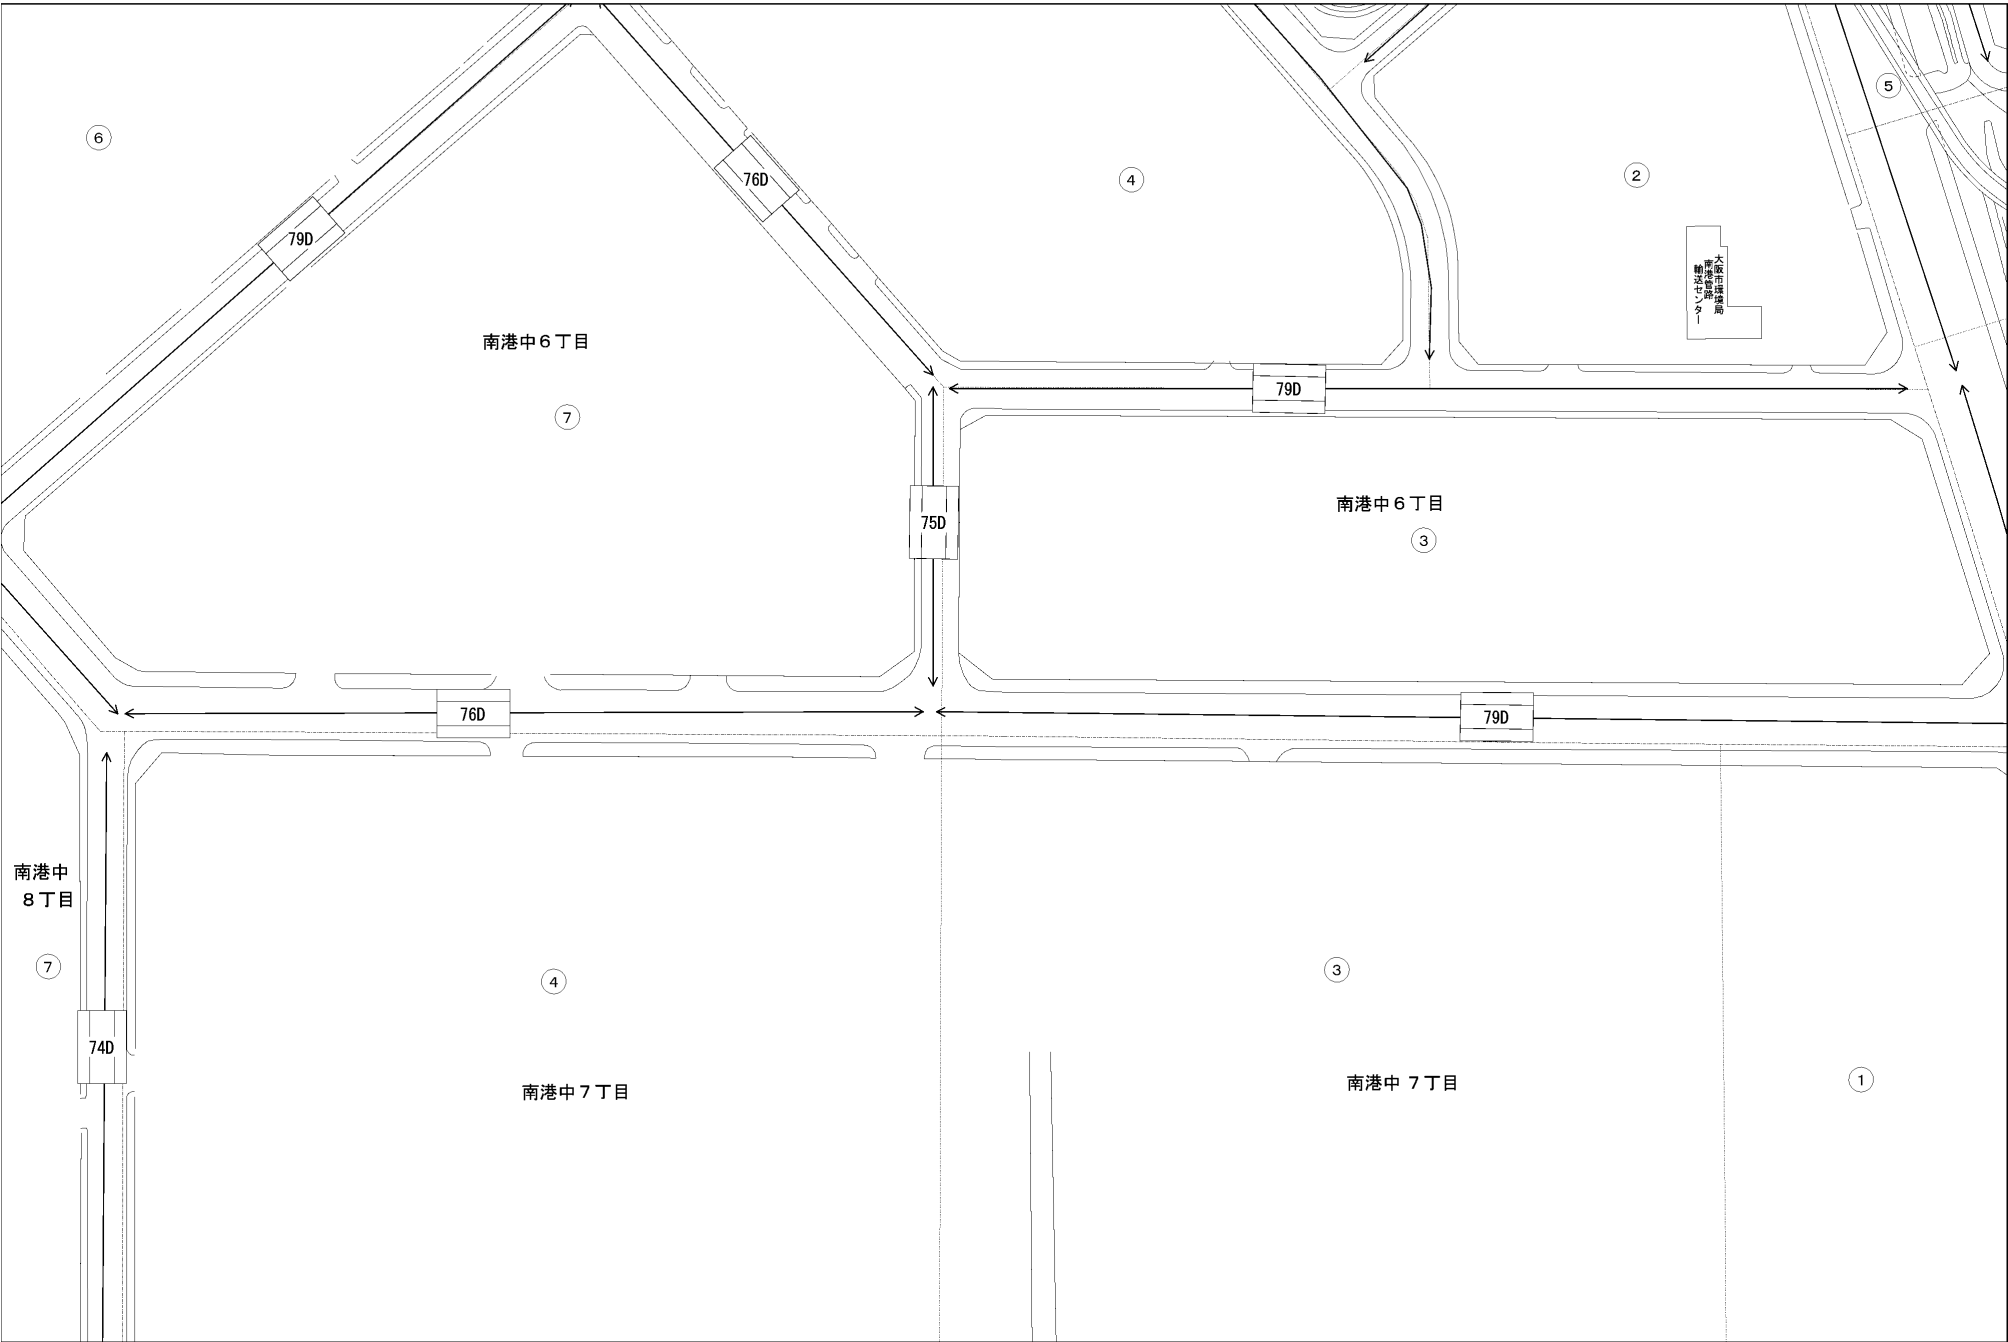 ⑤
⑥
76D
④
②
79D
大阪市環境局
南港管路
輸送センター
南港中６丁目
79D
⑦
南港中６丁目
75D
③
76D
79D
南港中
８丁目
⑦
④
③
74D
南港中７丁目
南港中 ７丁目
①